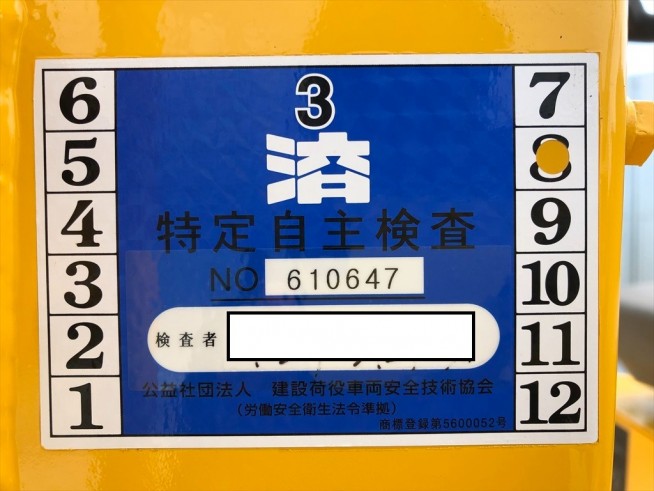 3
済
特定自主検査
NO 610647
検査者
公益社団法人 建設荷役車両安全技術協会
(労働安全衛生法令準拠)
商標登録第5600052号
6
5
4
3
2
1
7
8
9
10
11
12